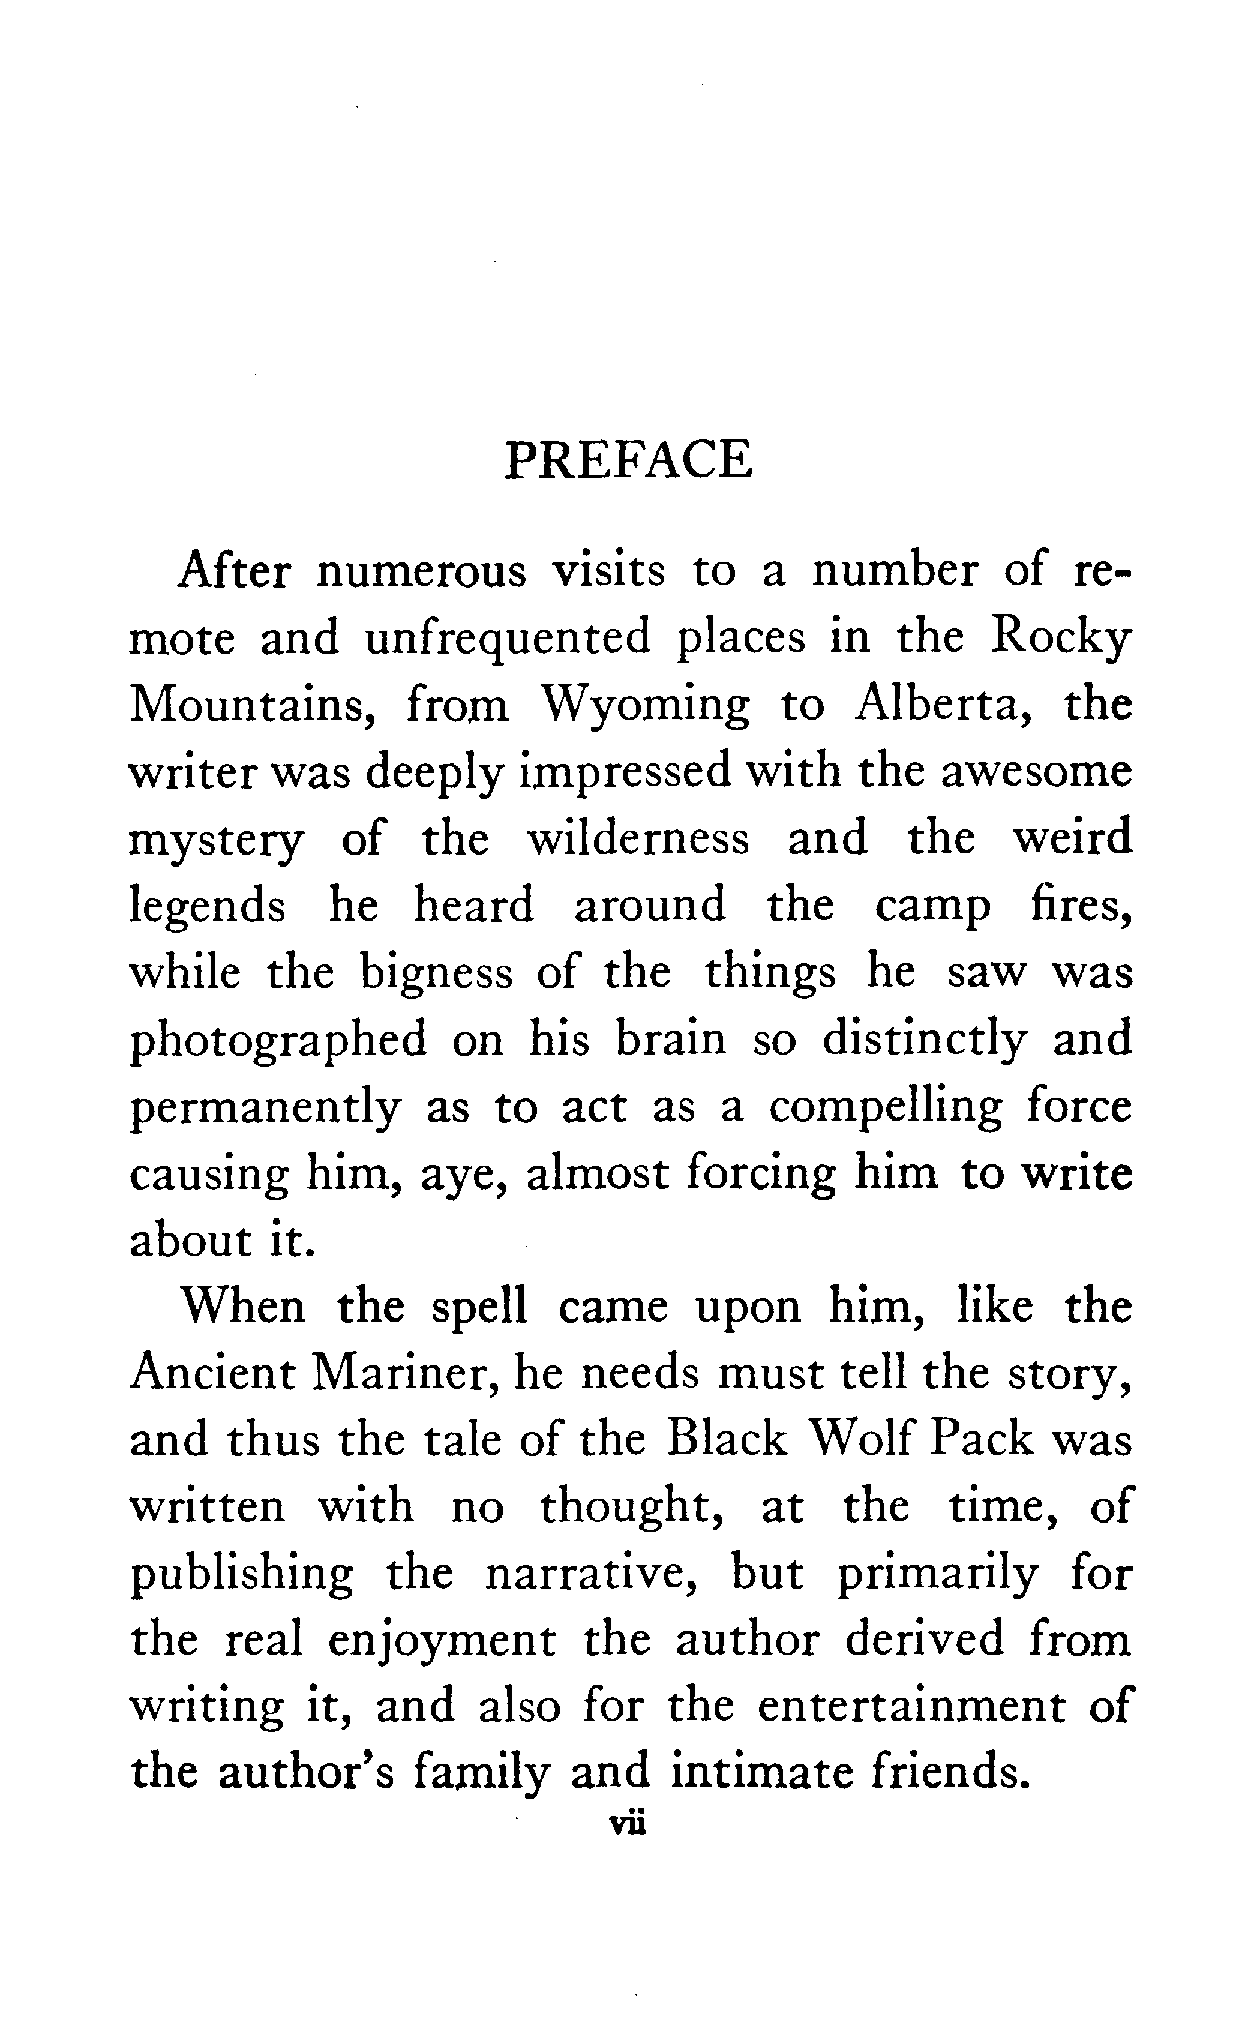 PREFACE
After numerous visits to a number of re-
mote and unfrequented places in the Rocky
Mountains, from Wyoming to Alberta, the
writer was deeply impressed with the awesome
mystery of the wilderness and the weird
legends he heard around the camp fires,
while the bigness of the things he saw was
photographed on his brain so distinctly and
permanently as to act as a compelling force
causing him, aye, almost forcing him to write
about it.
When the spell came upon him, like the
Ancient Mariner, he needs must tell the story,
and thus the tale of the Black Wolf Pack was
written with no thought, at the time, of
publishing the narrative, but primarily for
the real enjoyment the author derived from
writing it, and also for the entertainment of
the author's family and intimate friends.
vii